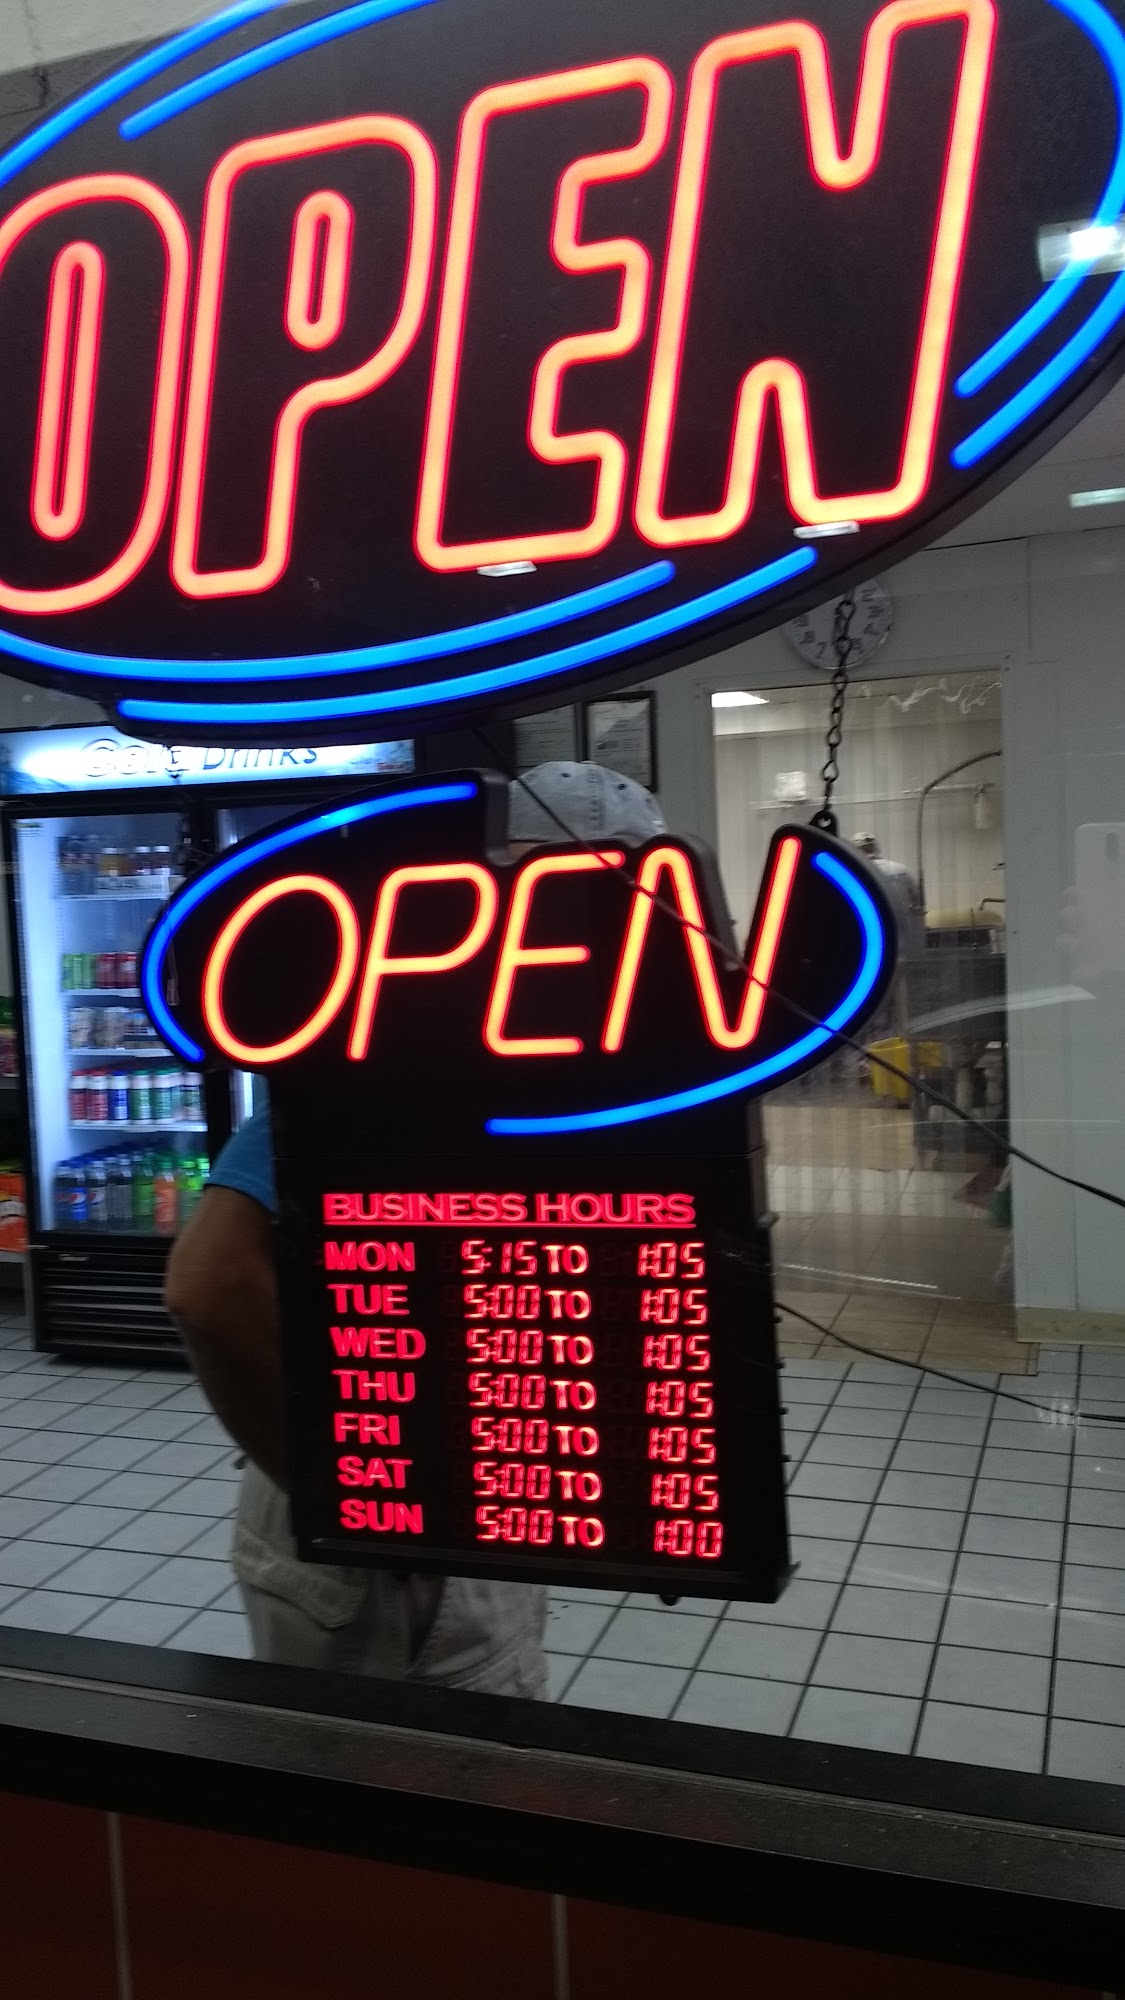 OPEN
Cold Drinks
OPEN
BUSINESS HOURS
MON 5:15 TO 1:05
TUE 5:00 TO 1:05
WED 5:00 TO 1:05
THU 5:00 TO 1:05
FRI 5:00 TO 1:05
SAT 5:00 TO 1:05
SUN 5:00 TO 1:00